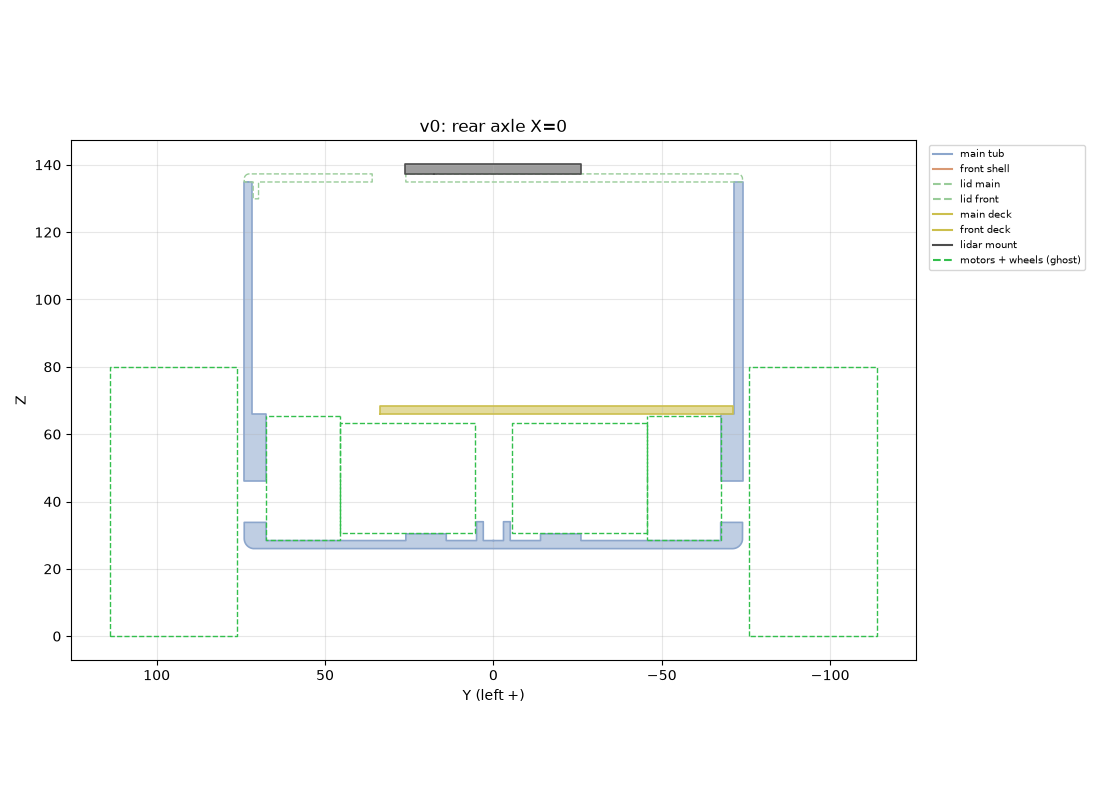 v0: rear axle X=0
140
120
100
80
60
40
20
0
Z
100
50
0
−50
−100
Y (left +)
main tub
front shell
lid main
lid front
main deck
front deck
lidar mount
motors + wheels (ghost)